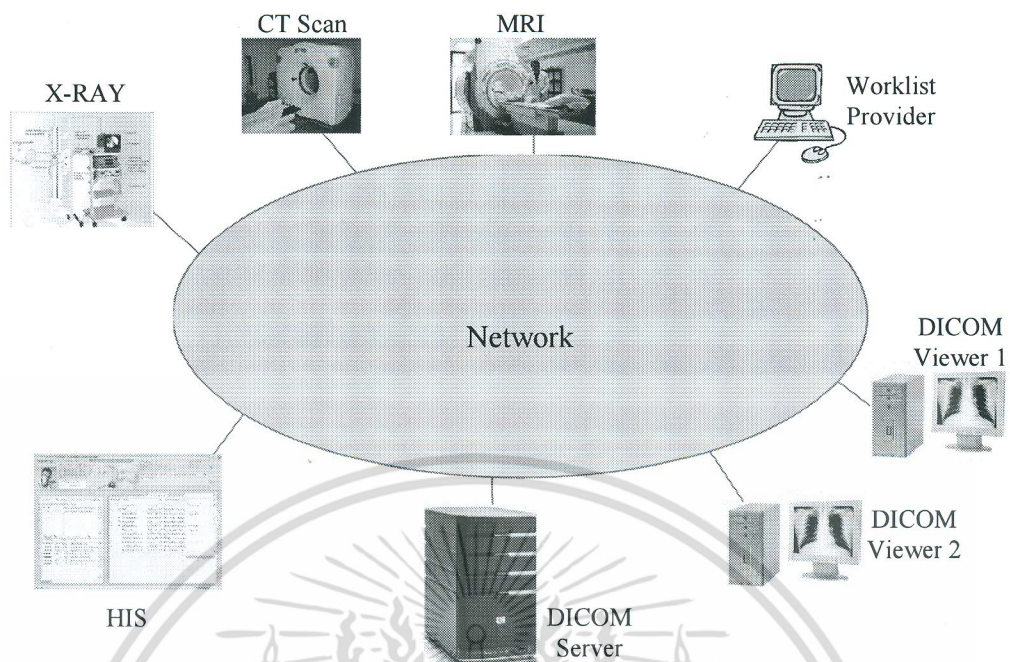 CT Scan
MRI
X-RAY
Worklist
Provider
Network
DICOM
Viewer 1
DICOM
Viewer 2
HIS
DICOM
Server